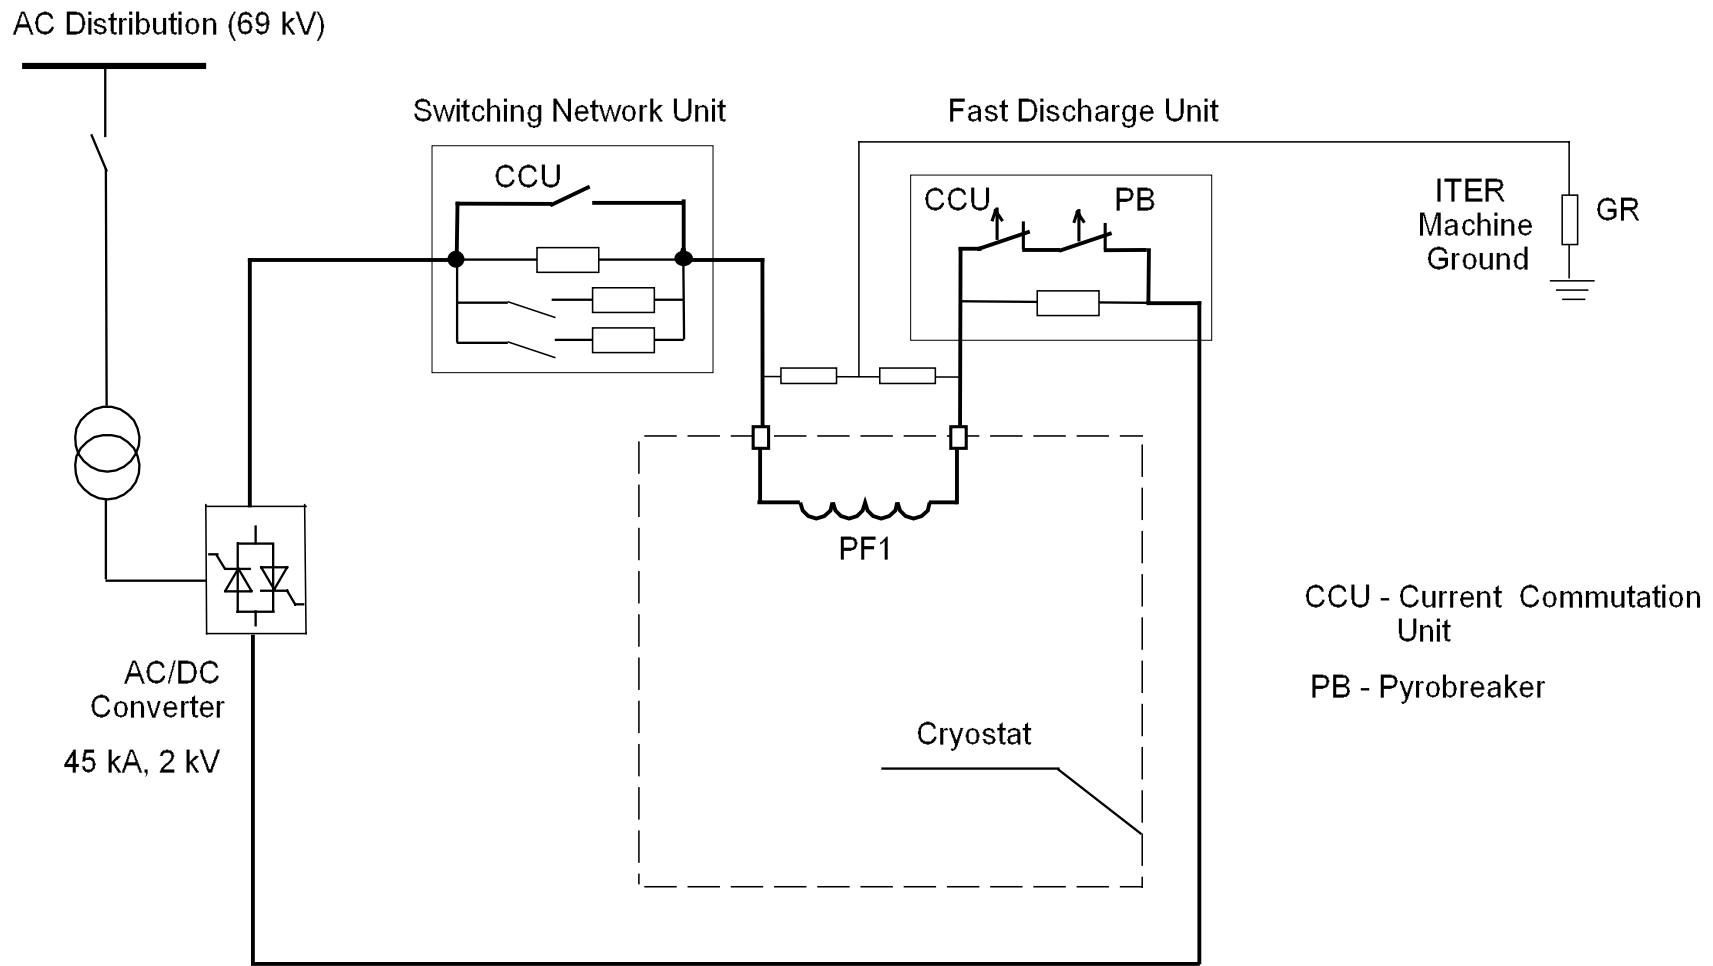 AC Distribution (69 kV)
Switching Network Unit
Fast Discharge Unit
CCU
CCU
PB
ITER
Machine
Ground
GR
PF1
AC/DC
Converter
45 kA, 2 kV
Cryostat
CCU - Current Commutation
Unit
PB - Pyrobreaker